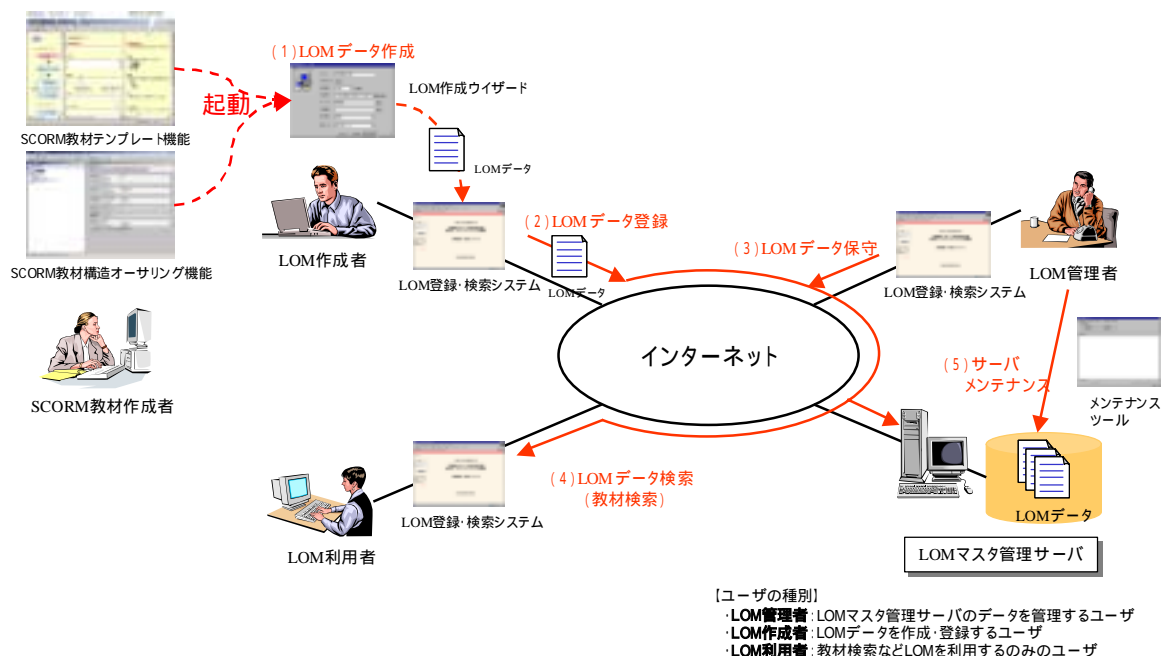 (1)LOMデータ作成
LOM作成ウイザード
起動
SCORM教材テンプレート機能
LOMデータ
SCORM教材構造オーサリング機能
LOM作成者
(2)LOMデータ登録
LOM登録･検索システム
LOMデータ
(3)LOMデータ保守
LOM登録･検索システム
LOM管理者
インターネット
SCORM教材作成者
(5)サーバ
メンテナンス
メンテナンス
ツール
(4)LOMデータ検索
(教材検索)
LOM登録･検索システム
LOM利用者
LOMデータ
LOMマスタ管理サーバ
【ユーザの種別】
･LOM管理者:LOMマスタ管理サーバのデータを管理するユーザ
･LOM作成者:LOMデータを作成･登録するユーザ
･LOM利用者:教材検索などLOMを利用するのみのユーザ